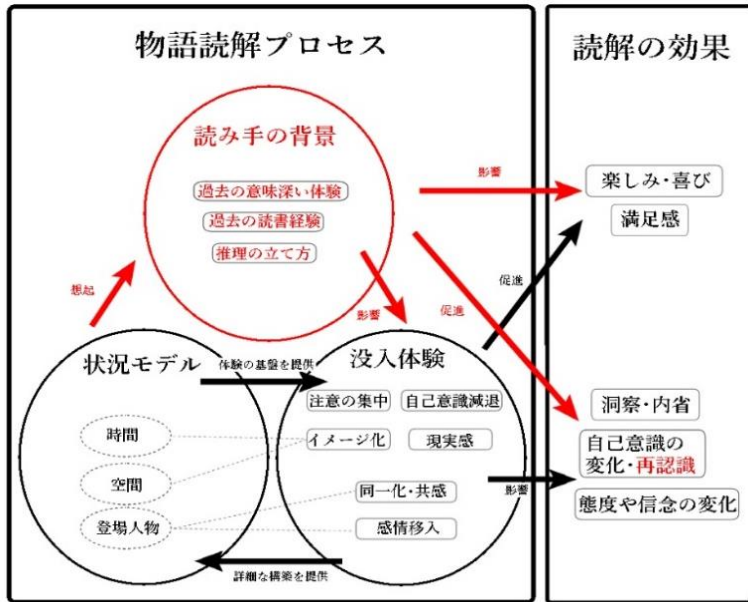 物語読解プロセス
読み手の背景
過去の意味深い体験
過去の読書経験
推理の立て方
想起
影響
影響
促進
促進
状況モデル
体験の基盤を提供
没入体験
時間
空間
登場人物
注意の集中
自己意識減退
イメージ化
現実感
同一化・共感
感情移入
詳細な構築を提供
影響
読解の効果
楽しみ・喜び
満足感
洞察・内省
自己意識の
変化・再認識
態度や信念の変化